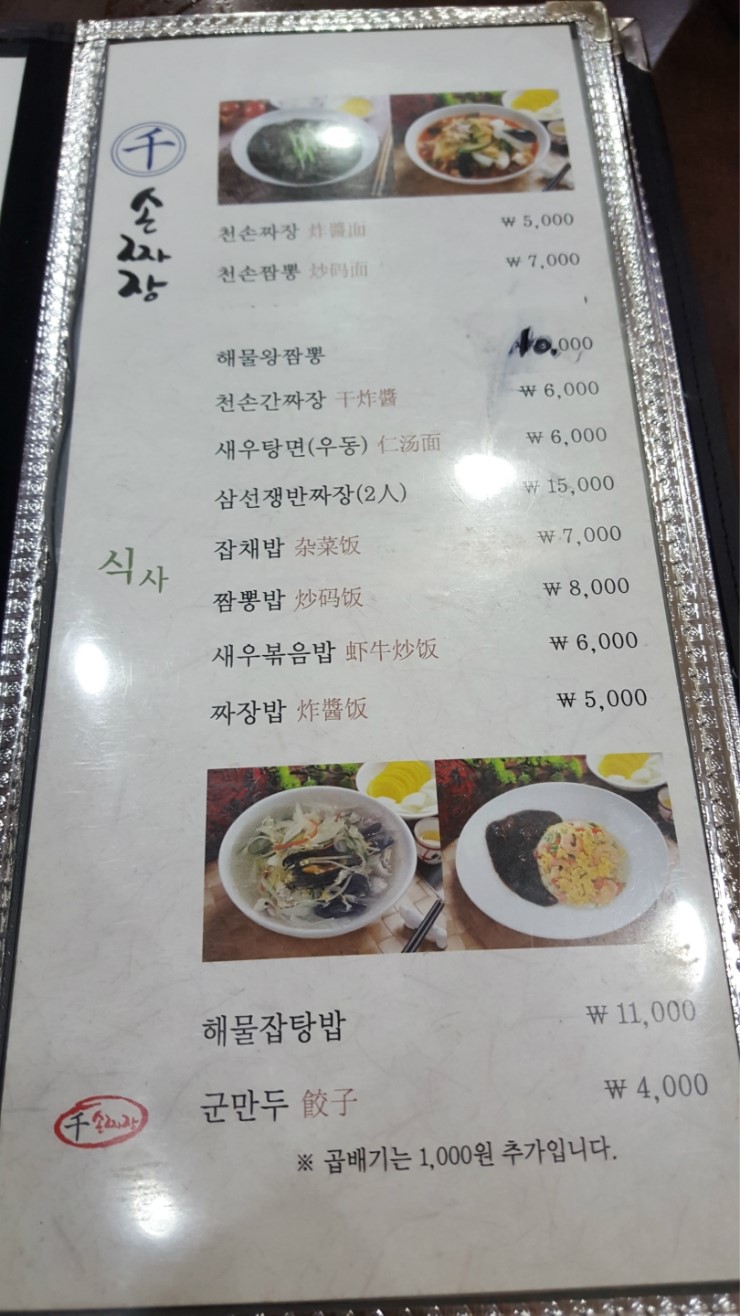 千
손
짜
장
천손짜장 炸醬面 ₩ 5,000
천손짬뽕 炒码面 ₩ 7,000
해물왕짬뽕 10,000
천손간짜장 干炸醬 ₩ 6,000
새우탕면(우동) 仁汤面 ₩ 6,000
삼선쟁반짜장(2人) ₩ 15,000
식사
잡채밥 杂菜饭 ₩ 7,000
짬뽕밥 炒码饭 ₩ 8,000
새우볶음밥 虾牛炒饭 ₩ 6,000
짜장밥 炸醬饭 ₩ 5,000
해물잡탕밥 ₩ 11,000
군만두 餃子 ₩ 4,000
千 손짜장
※ 곱배기는 1,000원 추가입니다.